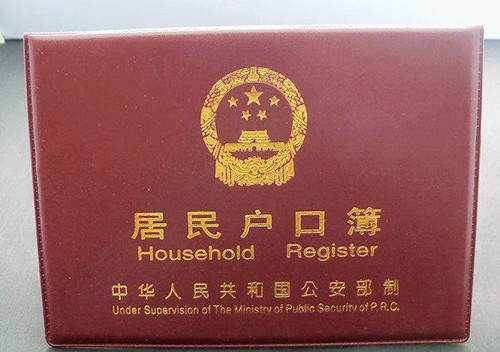 居民户口簿
Household Register
中华人民共和国公安部制
Under Supervision of The Ministry of Public Security of P.R.C.